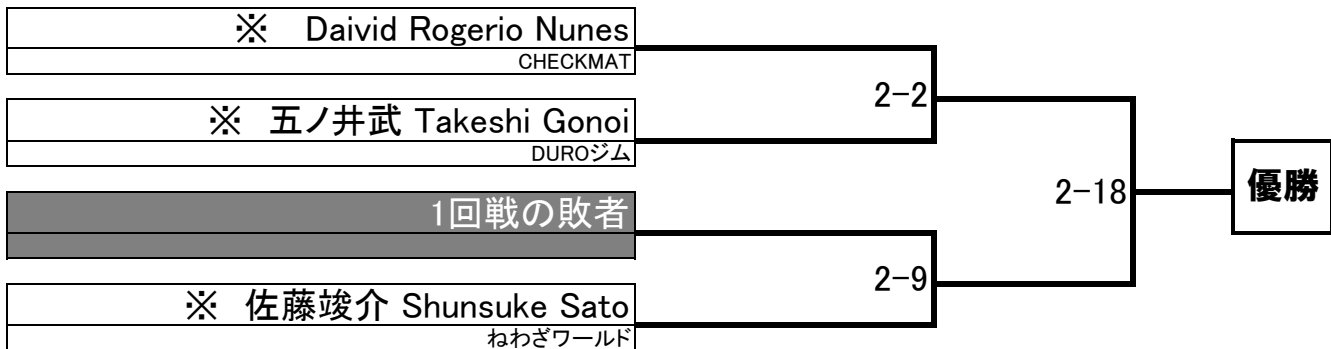 ※　Daivid Rogerio Nunes
CHECKMAT
2-2
※　五ノ井武 Takeshi Gonoi
DUROジム
2-18
優勝
1回戦の敗者
2-9
※　佐藤竣介 Shunsuke Sato
ねわざワールド